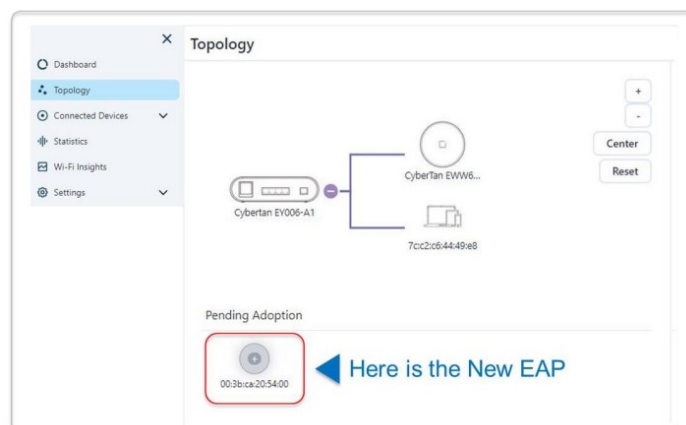 Topology
Dashboard
Topology
Connected Devices
Statistics
Wi-Fi Insights
Settings
+
-
Center
Reset
CyberTan EWW6...
Cybertan EY006-A1
7c:c2:c6:44:49:e8
Pending Adoption
00:3b:ca:20:54:00
Here is the New EAP